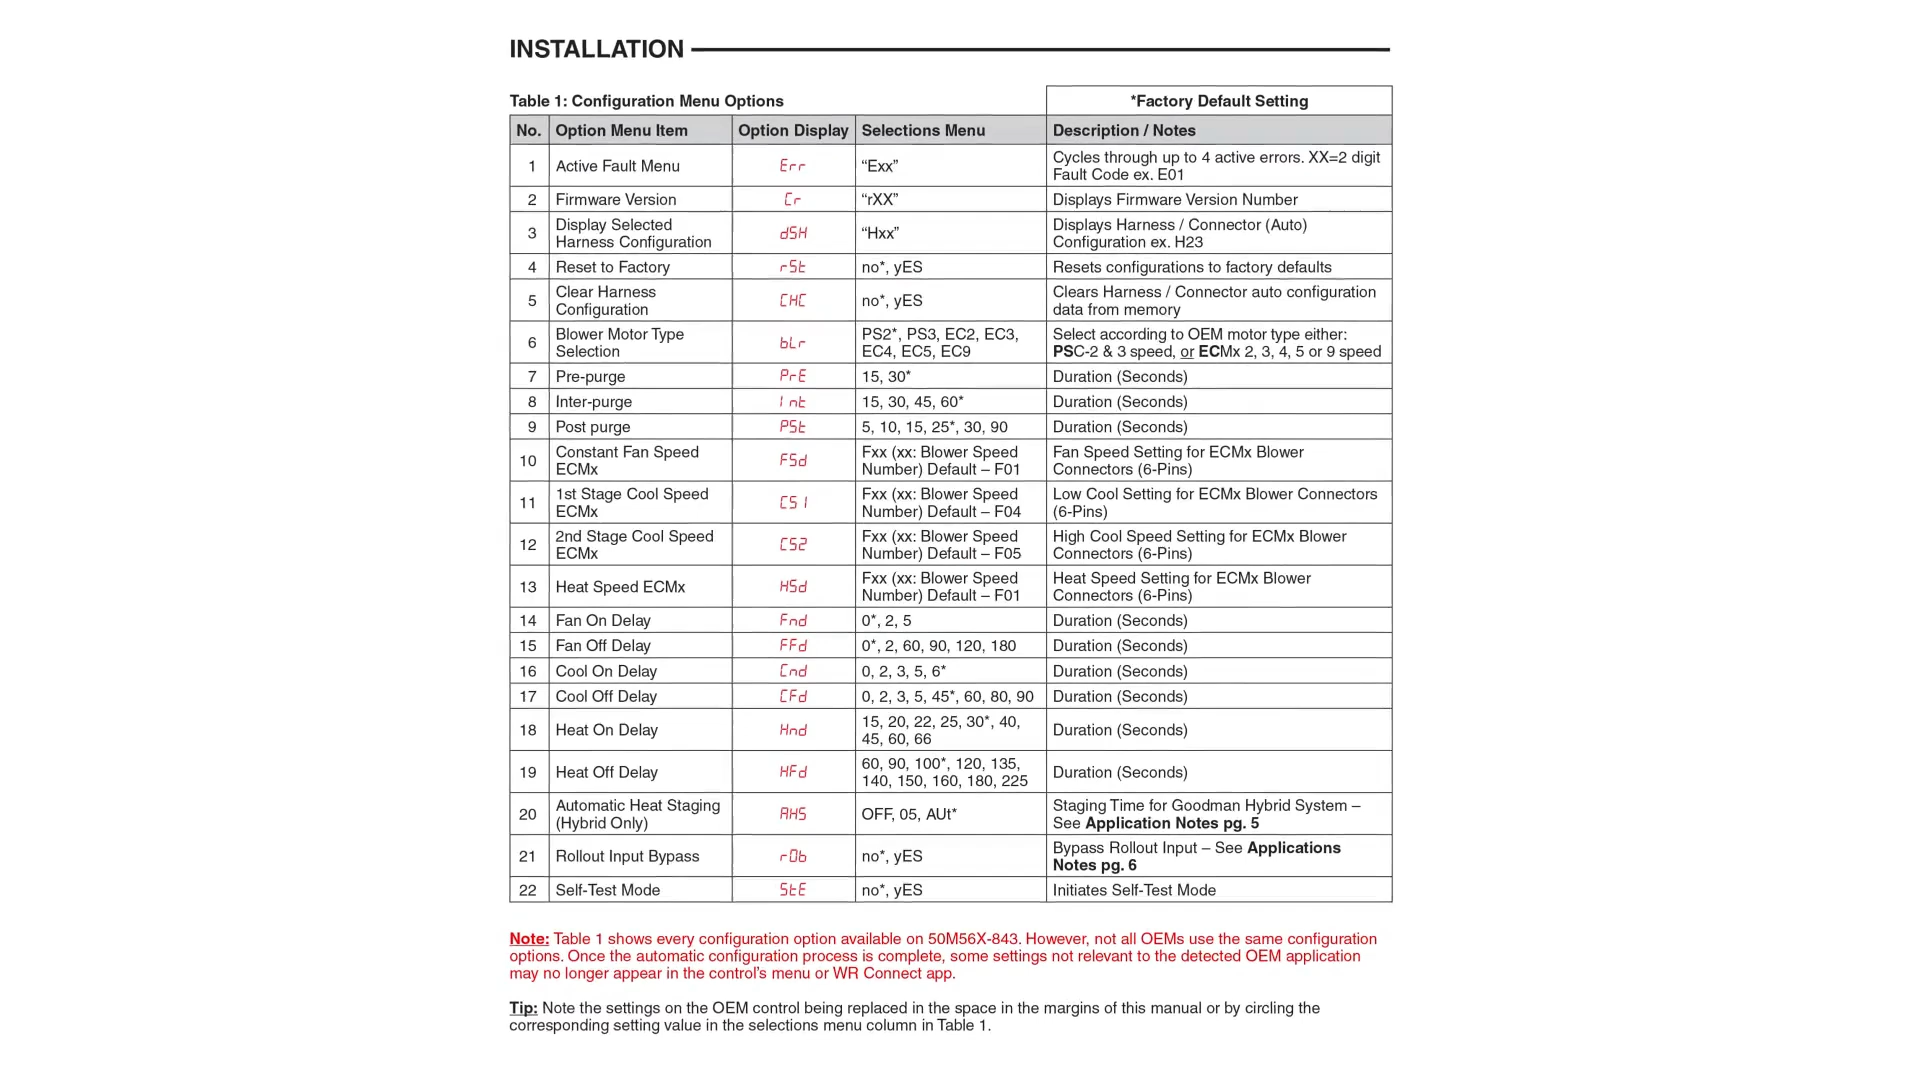 INSTALLATION
Table 1: Configuration Menu Options
*Factory Default Setting
No. Option Menu Item Option Display Selections Menu Description / Notes
1 Active Fault Menu Err “Exx” Cycles through up to 4 active errors. XX=2 digit
Fault Code ex. E01
2 Firmware Version Cr “rXX” Displays Firmware Version Number
3 Display Selected
Harness Configuration dSH “Hxx” Displays Harness / Connector (Auto)
Configuration ex. H23
4 Reset to Factory rSt no*, yES Resets configurations to factory defaults
5 Clear Harness
Configuration CHC no*, yES Clears Harness / Connector auto configuration
data from memory
6 Blower Motor Type
Selection bLr PS2*, PS3, EC2, EC3,
EC4, EC5, EC9 Select according to OEM motor type either:
PSC-2 & 3 speed, or ECMx 2, 3, 4, 5 or 9 speed
7 Pre-purge PrE 15, 30* Duration (Seconds)
8 Inter-purge Int 15, 30, 45, 60* Duration (Seconds)
9 Post purge PSt 5, 10, 15, 25*, 30, 90 Duration (Seconds)
10 Constant Fan Speed
ECMx FSd Fxx (xx: Blower Speed
Number) Default – F01 Fan Speed Setting for ECMx Blower
Connectors (6-Pins)
11 1st Stage Cool Speed
ECMx CS1 Fxx (xx: Blower Speed
Number) Default – F04 Low Cool Setting for ECMx Blower Connectors
(6-Pins)
12 2nd Stage Cool Speed
ECMx CS2 Fxx (xx: Blower Speed
Number) Default – F05 High Cool Speed Setting for ECMx Blower
Connectors (6-Pins)
13 Heat Speed ECMx HSd Fxx (xx: Blower Speed
Number) Default – F01 Heat Speed Setting for ECMx Blower
Connectors (6-Pins)
14 Fan On Delay Fnd 0*, 2, 5 Duration (Seconds)
15 Fan Off Delay FFd 0*, 2, 60, 90, 120, 180 Duration (Seconds)
16 Cool On Delay Cnd 0, 2, 3, 5, 6* Duration (Seconds)
17 Cool Off Delay CFd 0, 2, 3, 5, 45*, 60, 80, 90 Duration (Seconds)
18 Heat On Delay Hnd 15, 20, 22, 25, 30*, 40,
45, 60, 66 Duration (Seconds)
19 Heat Off Delay HFd 60, 90, 100*, 120, 135,
140, 150, 160, 180, 225 Duration (Seconds)
20 Automatic Heat Staging
(Hybrid Only) AHS OFF, 05, AUt* Staging Time for Goodman Hybrid System –
See Application Notes pg. 5
21 Rollout Input Bypass rOb no*, yES Bypass Rollout Input – See Applications
Notes pg. 6
22 Self-Test Mode StE no*, yES Initiates Self-Test Mode
Note: Table 1 shows every configuration option available on 50M56X-843. However, not all OEMs use the same configuration
options. Once the automatic configuration process is complete, some settings not relevant to the detected OEM application
may no longer appear in the control’s menu or WR Connect app.
Tip: Note the settings on the OEM control being replaced in the space in the margins of this manual or by circling the
corresponding setting value in the selections menu column in Table 1.